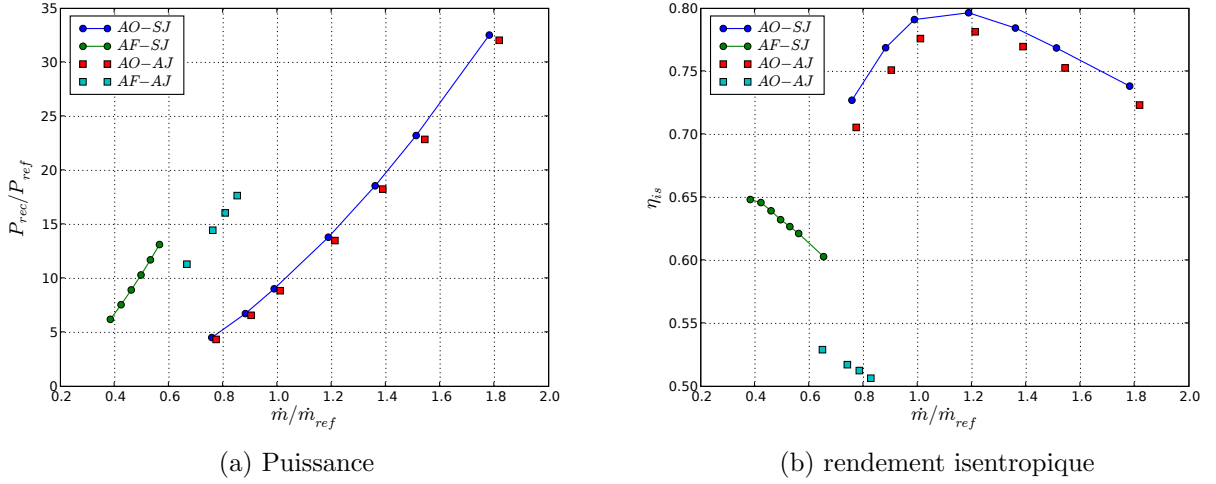 35
30
25
20
15
10
5
0
0.2 0.4 0.6 0.8 1.0 1.2 1.4 1.6 1.8 2.0
P_rec/P_ref
ṁ/ṁ_ref
AO−SJ
AF−SJ
AO−AJ
AF−AJ
(a) Puissance
0.80
0.75
0.70
0.65
0.60
0.55
0.50
0.2 0.4 0.6 0.8 1.0 1.2 1.4 1.6 1.8 2.0
η_is
ṁ/ṁ_ref
AO−SJ
AF−SJ
AO−AJ
AO−AJ
(b) rendement isentropique